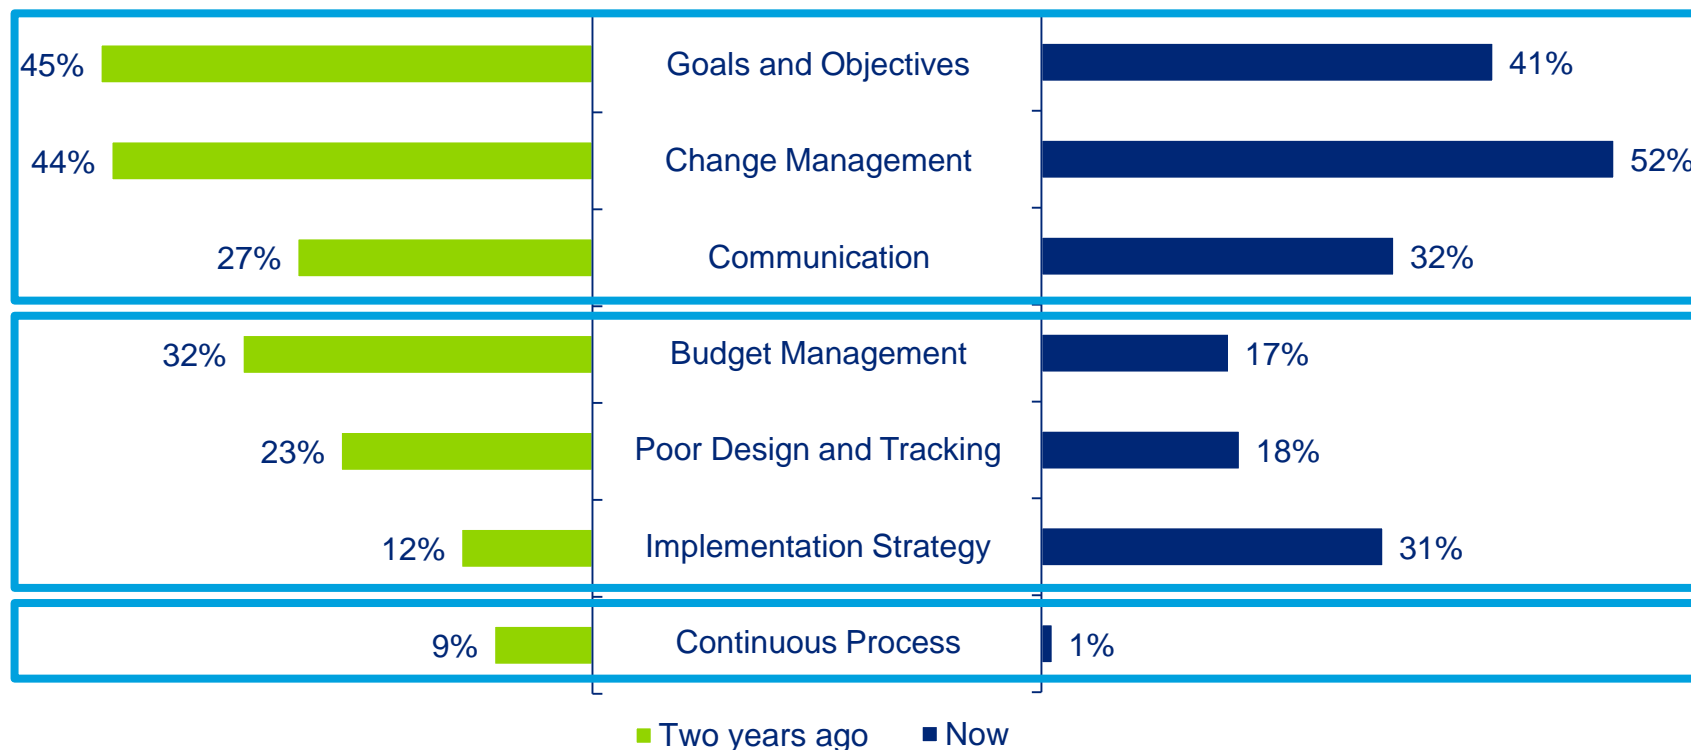 45% Goals and Objectives 41%
44% Change Management 52%
27% Communication 32%
32% Budget Management 17%
23% Poor Design and Tracking 18%
12% Implementation Strategy 31%
9% Continuous Process 1%
Two years ago Now